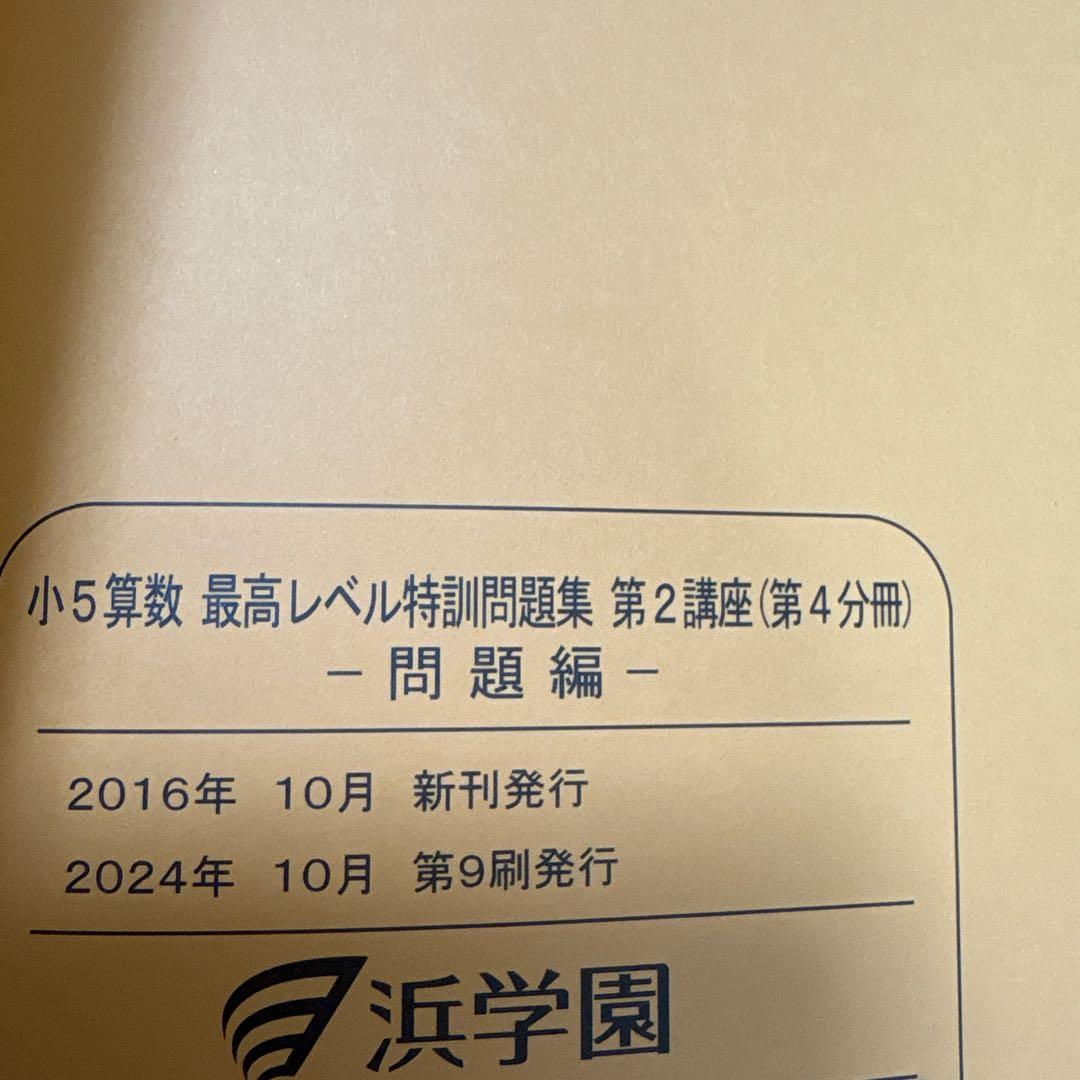 小5算数 最高レベル特訓問題集 第2講座(第4分冊)
－問題編－
2016年 10月 新刊発行
2024年 10月 第9刷発行
浜学園